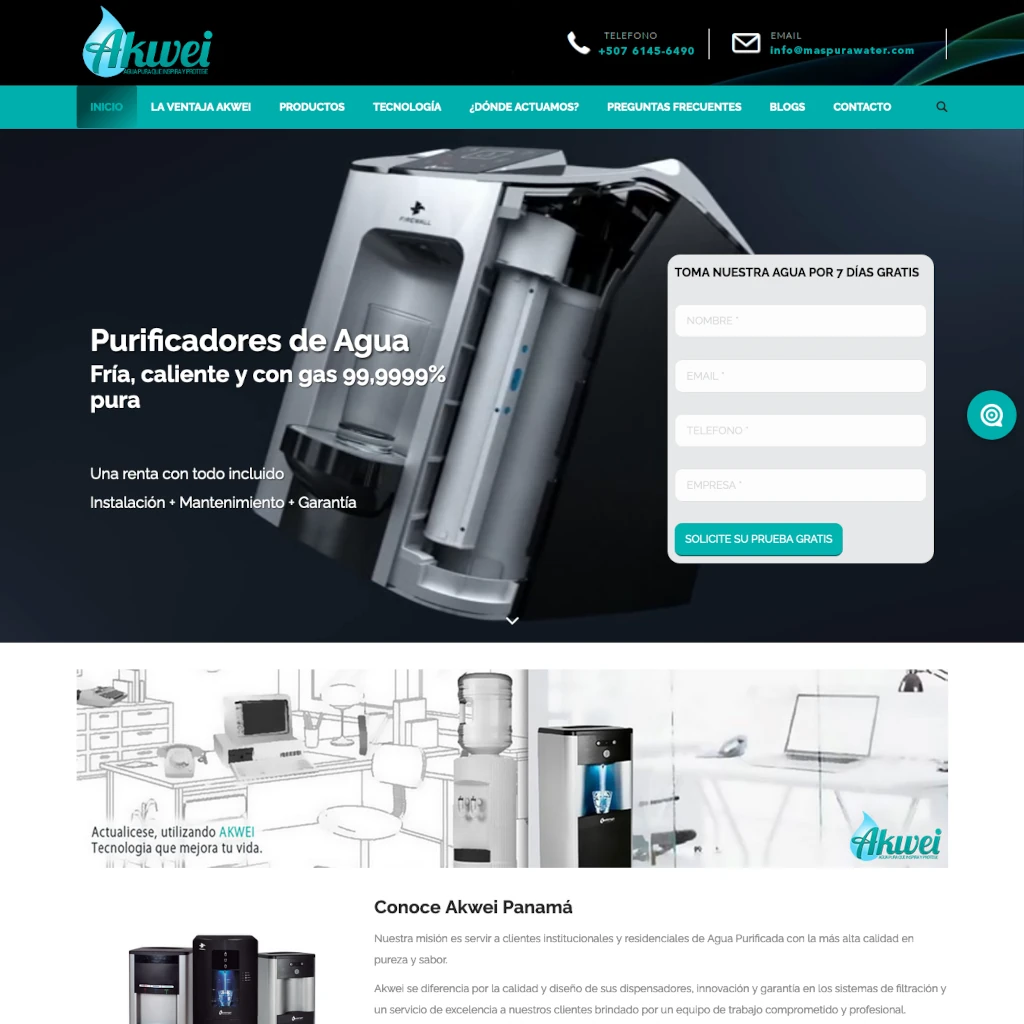 Akwei
AGUA PURA QUE INSPIRA Y PROTEGE
TELEFONO
+507 6145-6490
EMAIL
info@maspurawater.com
INICIO
LA VENTAJA AKWEI
PRODUCTOS
TECNOLOGÍA
¿DÓNDE ACTUAMOS?
PREGUNTAS FRECUENTES
BLOGS
CONTACTO
FIREWALL
Purificadores de Agua
Fría, caliente y con gas 99,9999%
pura
Una renta con todo incluido
Instalación + Mantenimiento + Garantía
TOMA NUESTRA AGUA POR 7 DÍAS GRATIS
NOMBRE *
EMAIL *
TELEFONO *
EMPRESA *
SOLICITE SU PRUEBA GRATIS
Actualicese, utilizando AKWEI
Tecnologia que mejora tu vida.
Akwei
AGUA PURA QUE INSPIRA Y PROTEGE
Conoce Akwei Panamá
Nuestra misión es servir a clientes institucionales y residenciales de Agua Purificada con la más alta calidad en
pureza y sabor.
Akwei se diferencia por la calidad y diseño de sus dispensadores, innovación y garantía en los sistemas de filtración y
un servicio de excelencia a nuestros clientes brindado por un equipo de trabajo comprometido y profesional.